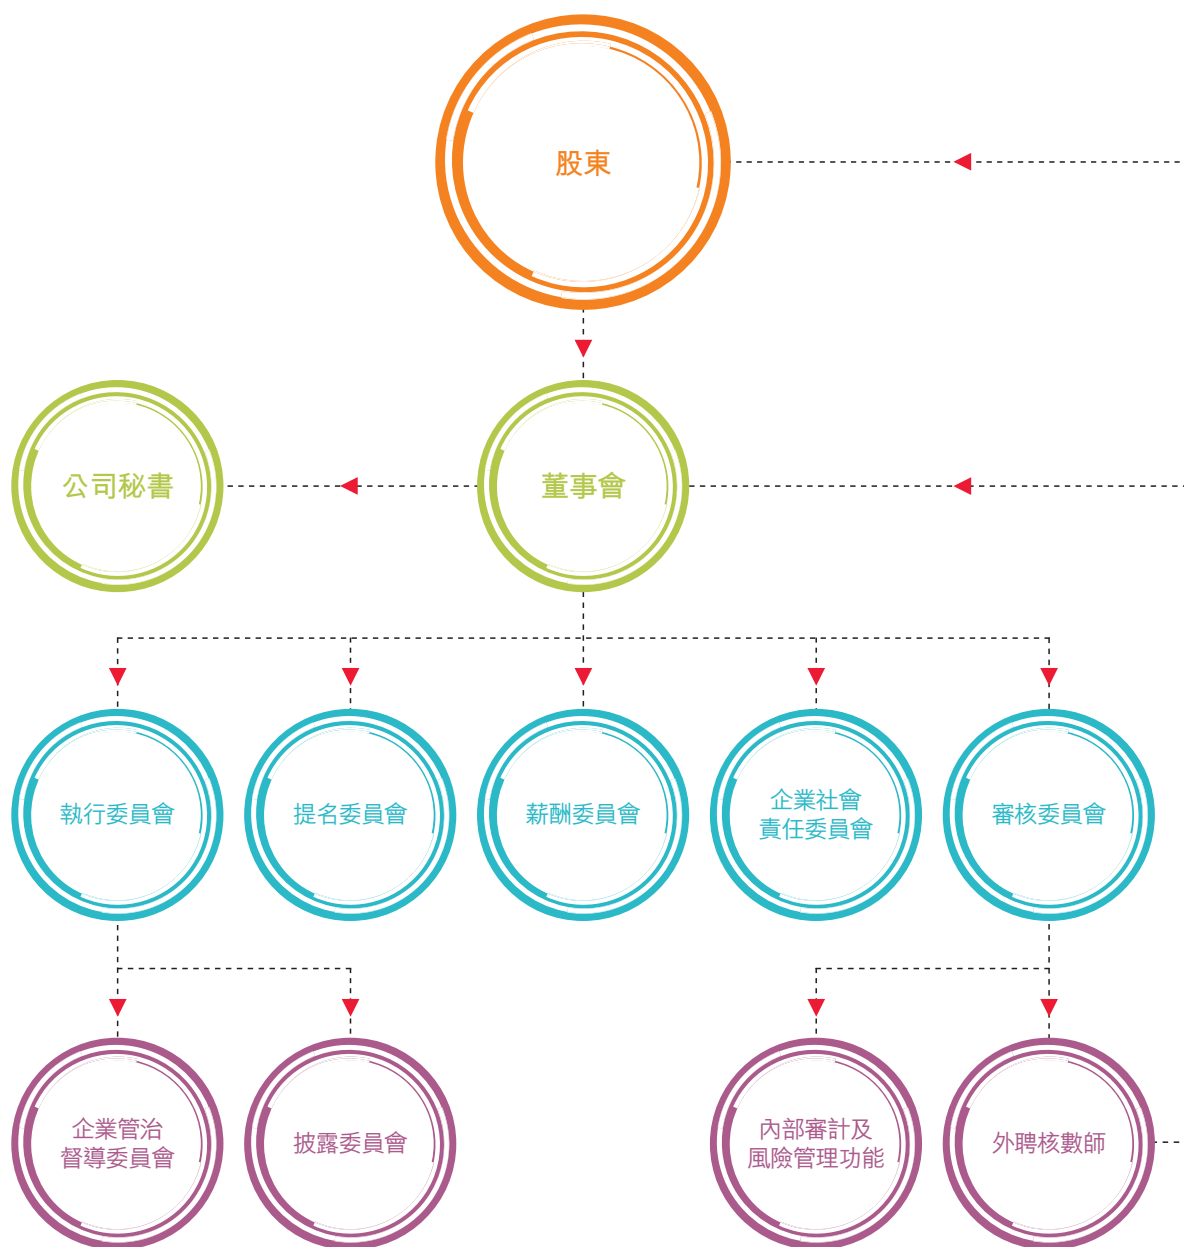 股東
公司秘書
董事會
執行委員會
提名委員會
薪酬委員會
企業社會
責任委員會
審核委員會
企業管治
督導委員會
披露委員會
內部審計及
風險管理功能
外聘核數師